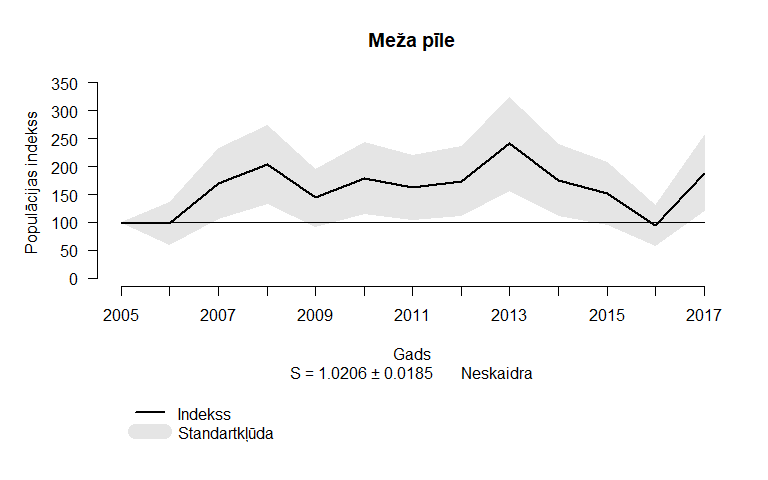 Meža pīle
Populācijas indekss
350
300
250
200
150
100
50
0
2005 2007 2009 2011 2013 2015 2017
Gads
S = 1.0206 ± 0.0185 Neskaidra
Indekss
Standartkļūda